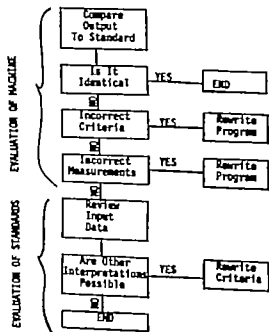 Compare
Output
To Standard
Is It
Identical
YES
END
NO
Incorrect
Criteria
YES
Rewrite
Program
NO
Incorrect
Measurements
YES
Rewrite
Program
NO
Review
Input
Data
Are Other
Interpretations
Possible
YES
Rewrite
Criteria
NO
END
EVALUATION OF MACHINE
EVALUATION OF STANDARDS